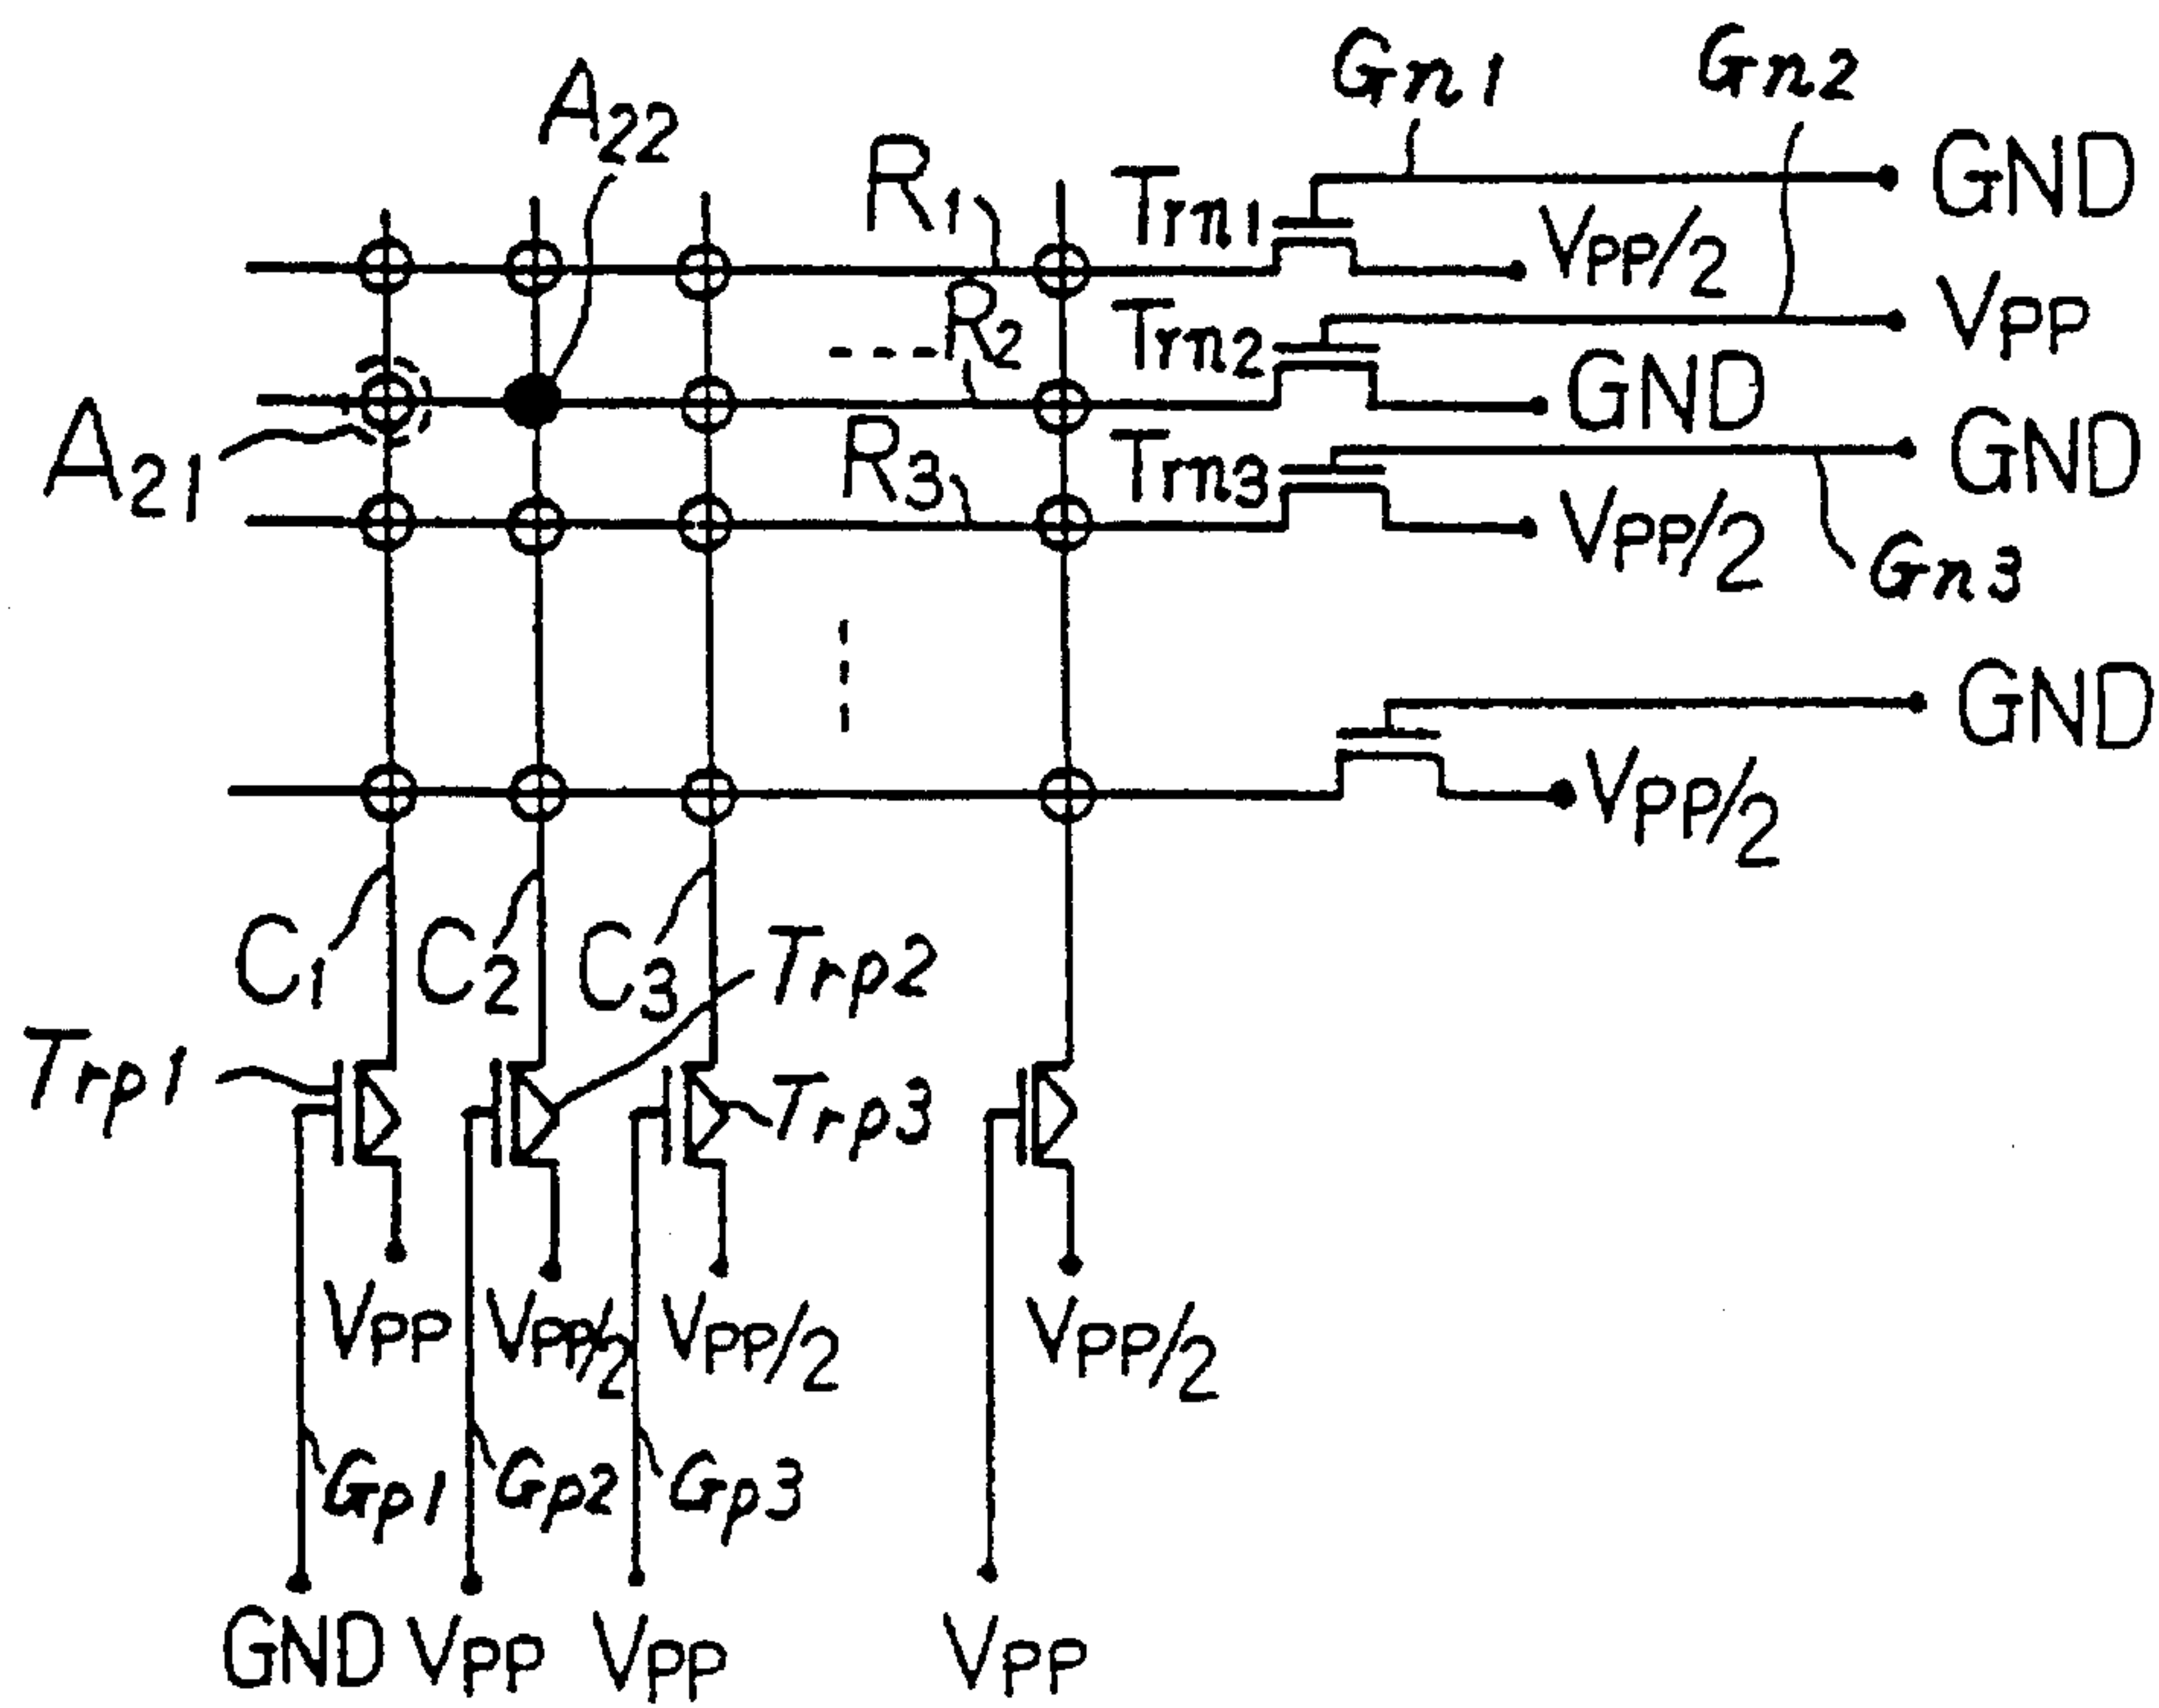 Gn1 Gn2
A22
R1 Trn1 GND
VPP/2
R2 Trn2 VPP
GND
A21 R3 Trn3 GND
VPP/2
Gn3
GND
VPP/2
C1 C2 C3 Trp2
Trp1 Trp3
VPP VPP/2 VPP/2 VPP/2
Gp1 Gp2 Gp3
GND VPP VPP VPP